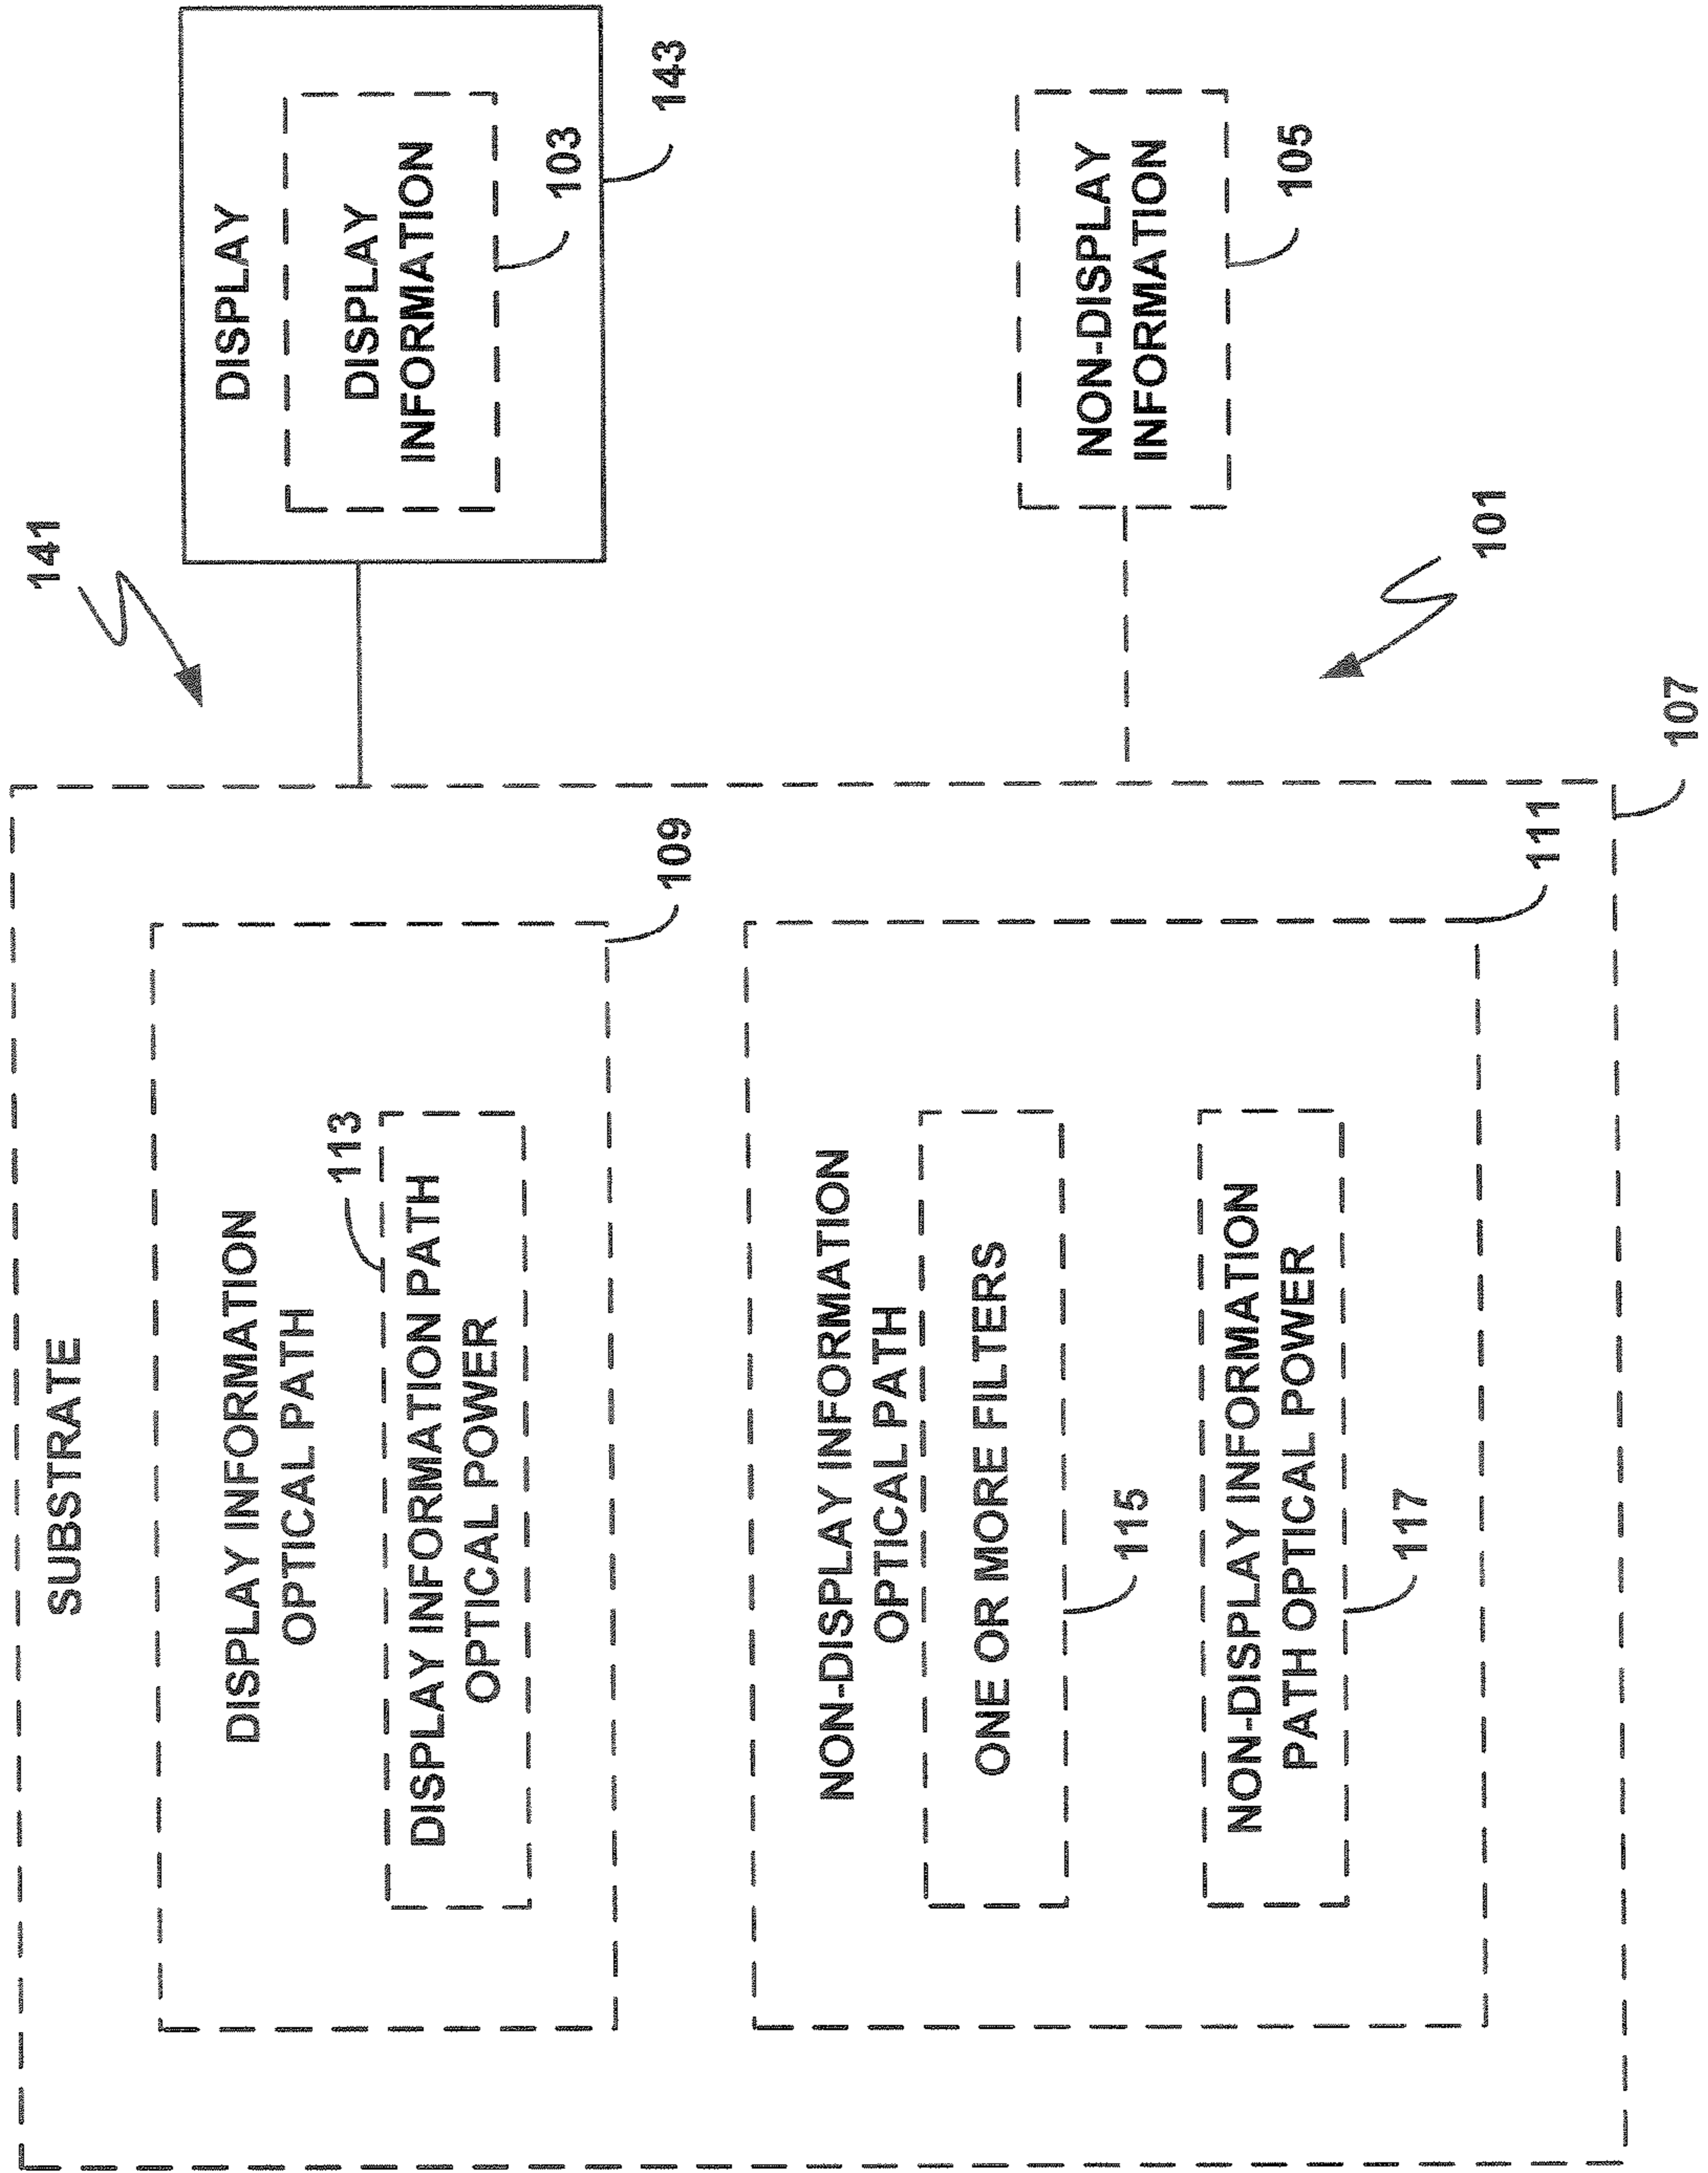 SUBSTRATE
DISPLAY INFORMATION
OPTICAL PATH
113
DISPLAY INFORMATION PATH
OPTICAL POWER
109
NON-DISPLAY INFORMATION
OPTICAL PATH
ONE OR MORE FILTERS
115
NON-DISPLAY INFORMATION
PATH OPTICAL POWER
117
111
107
141
DISPLAY
DISPLAY
INFORMATION
103
143
NON-DISPLAY
INFORMATION
105
101